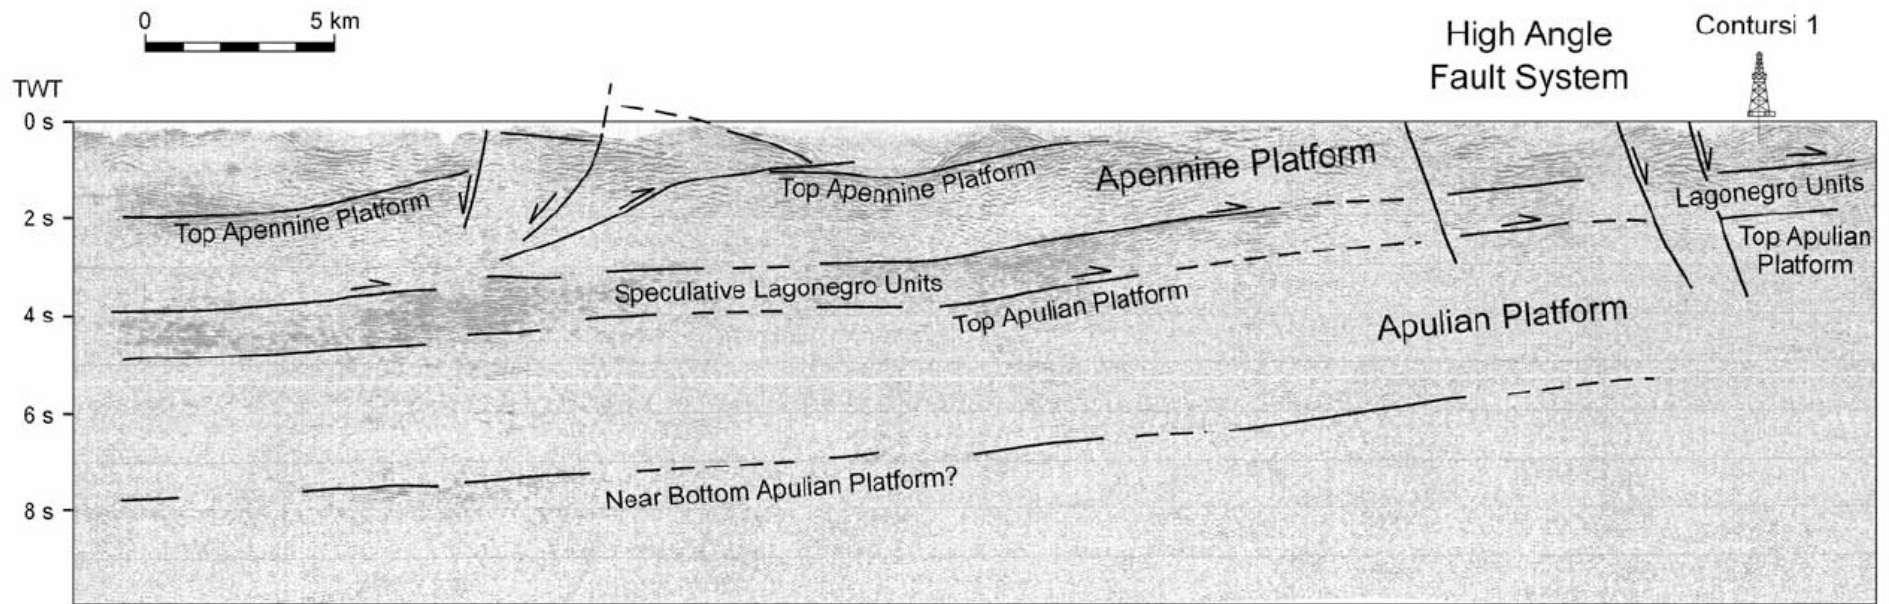 0 5 km
High Angle
Fault System
Contursi 1
TWT
0 s
2 s
4 s
6 s
8 s
Top Apennine Platform
Top Apennine Platform
Apennine Platform
Lagonegro Units
Top Apulian
Platform
Speculative Lagonegro Units
Top Apulian Platform
Apulian Platform
Near Bottom Apulian Platform?